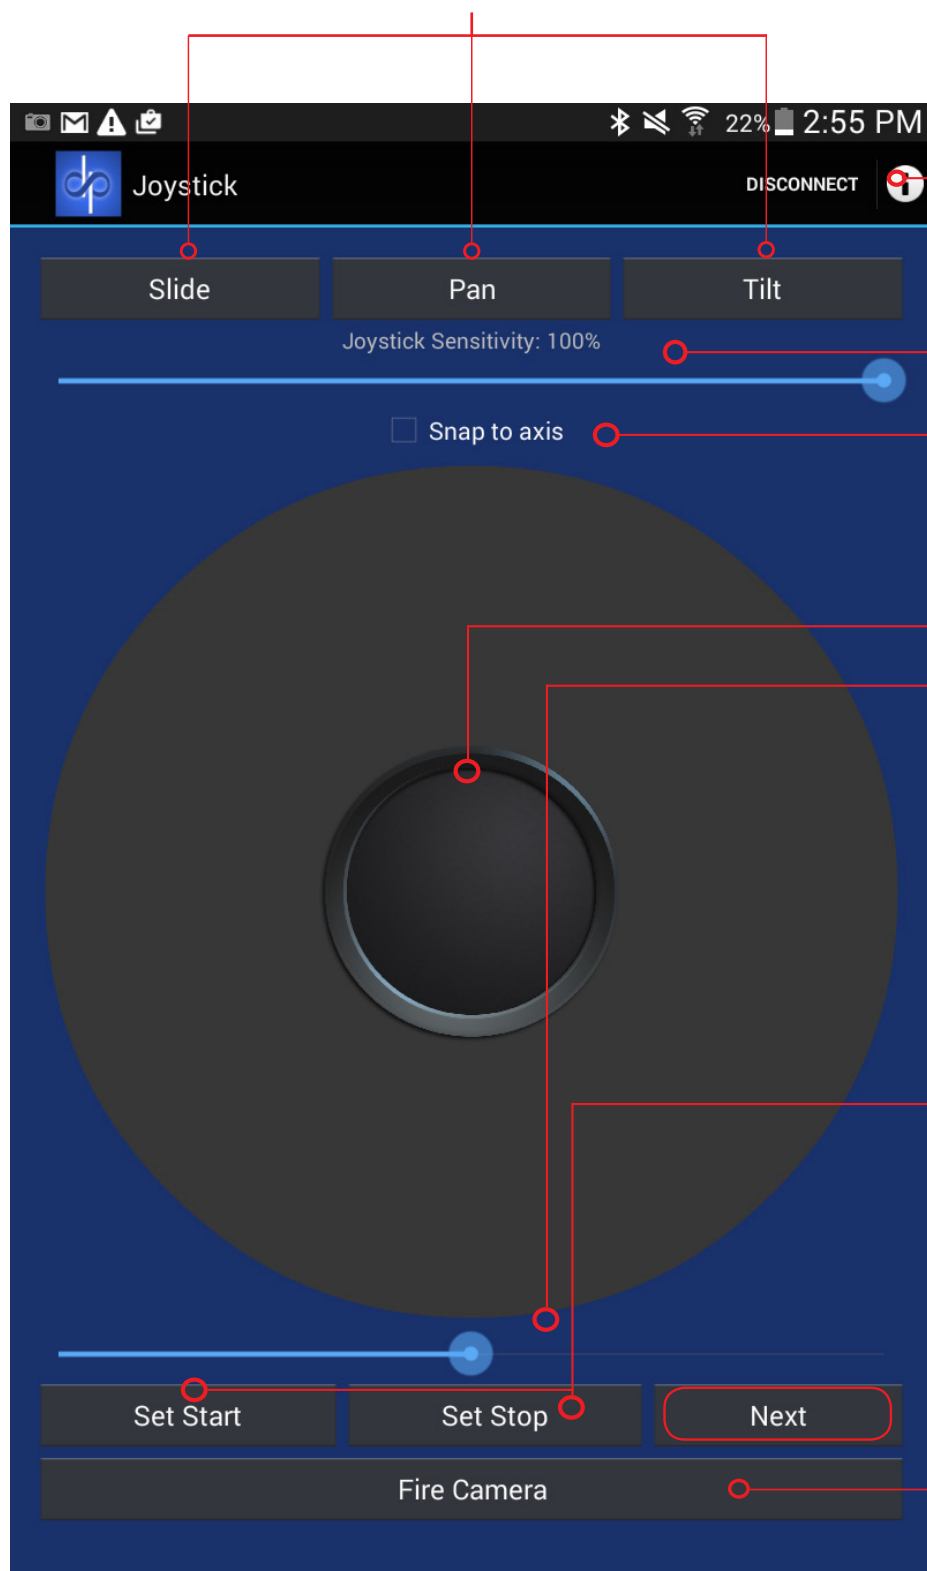 22% 2:55 PM
dp Joystick DISCONNECT
Slide Pan Tilt
Joystick Sensitivity: 100%
Snap to axis
Set Start Set Stop Next
Fire Camera